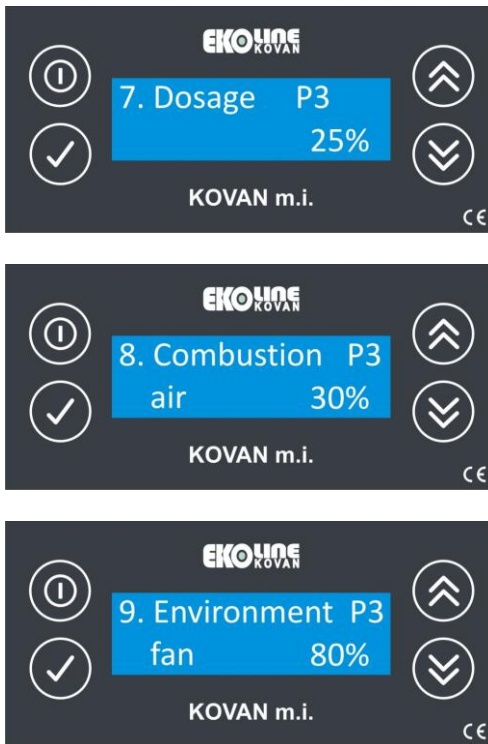 EKOLINE
KOVAN
7. Dosage P3
25%
KOVAN m.i.
CE
EKOLINE
KOVAN
8. Combustion P3
air 30%
KOVAN m.i.
CE
EKOLINE
KOVAN
9. Environment P3
fan 80%
KOVAN m.i.
CE